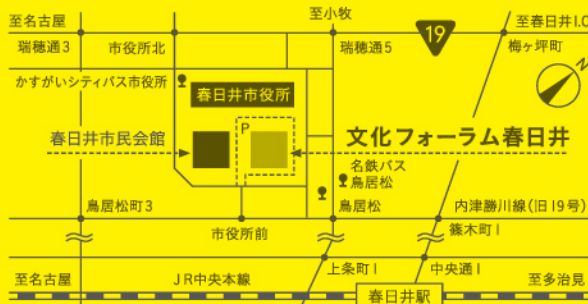 至名古屋
至小牧
至春日井I.C
瑞穂通3
市役所北
瑞穂通5
19
梅ヶ坪町
N
かすがいシティバス市役所
春日井市役所
P
春日井市民会館
文化フォーラム春日井
名鉄バス
鳥居松
鳥居松町3
鳥居松
内津勝川線(旧19号)
市役所前
篠木町1
上条町1
中央通1
至名古屋
JR中央本線
春日井駅
至多治見